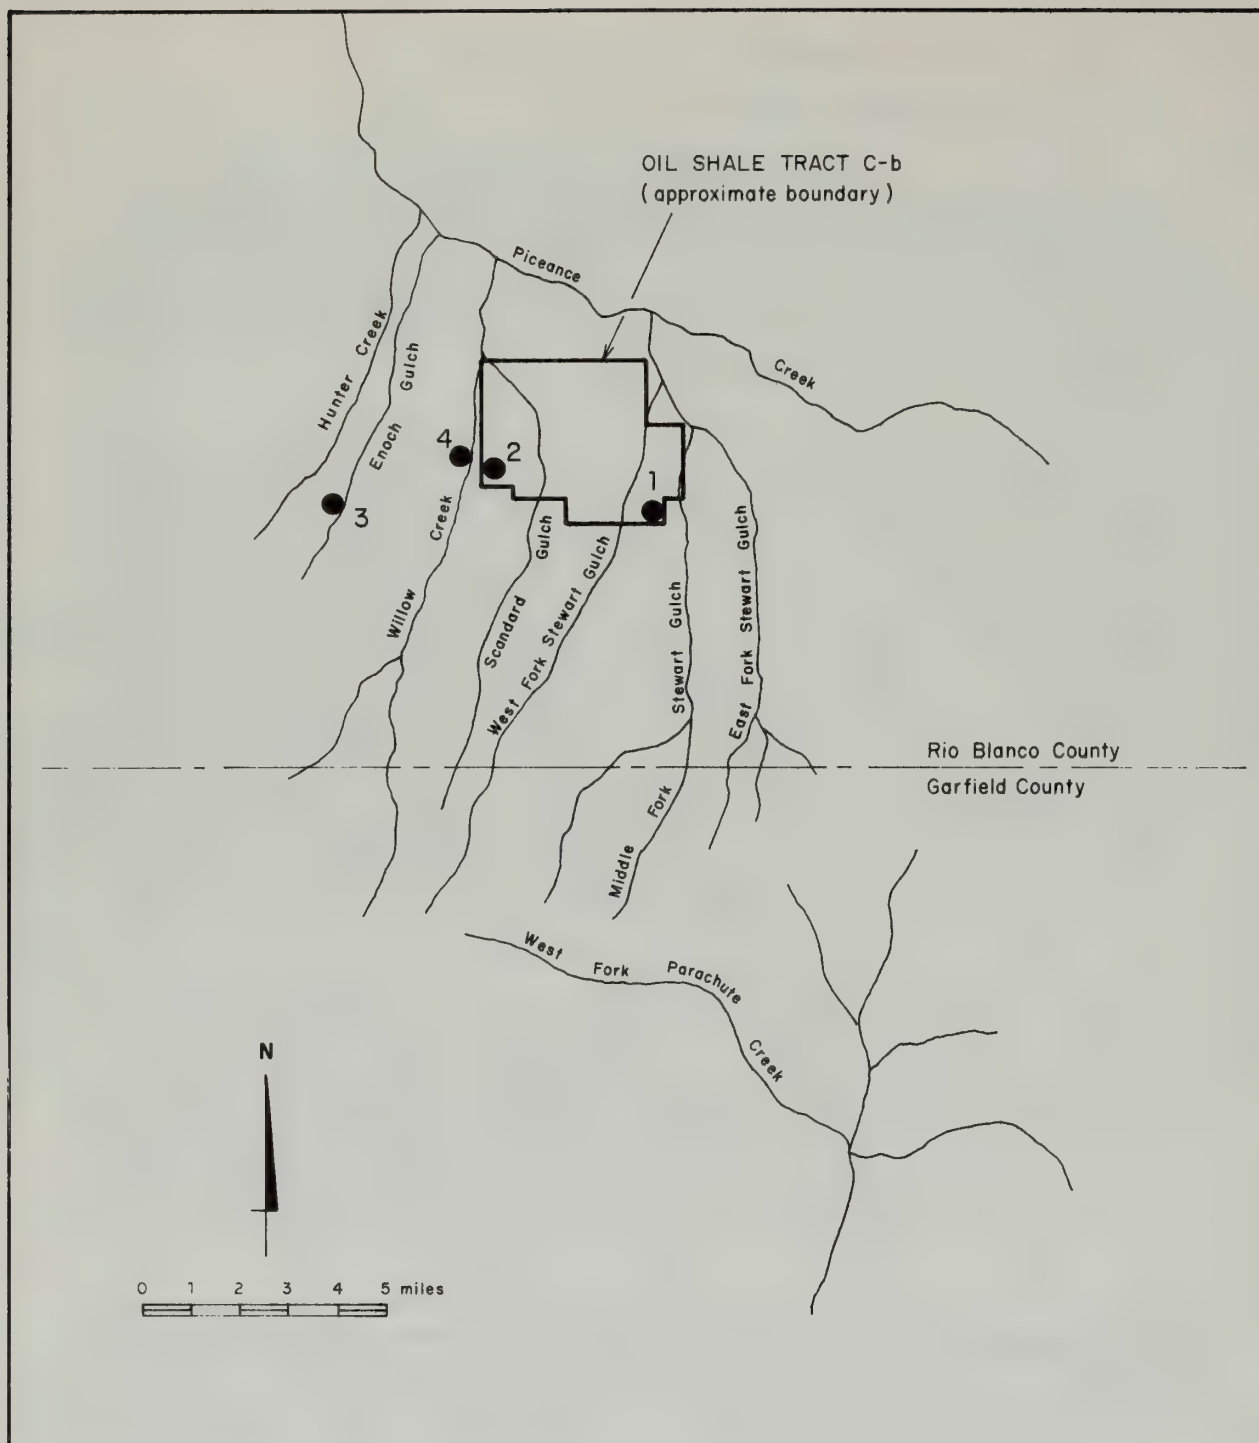 OIL SHALE TRACT C-b
(approximate boundary)
Piceance
Creek
Hunter Creek
Enoch Gulch
4
2
1
3
Willow Creek
Scandard Gulch
West Fork Stewart Gulch
Stewart Gulch
Middle Fork
East Fork Stewart Gulch
Rio Blanco County
Garfield County
West Fork Parachute Creek
N
0 1 2 3 4 5 miles